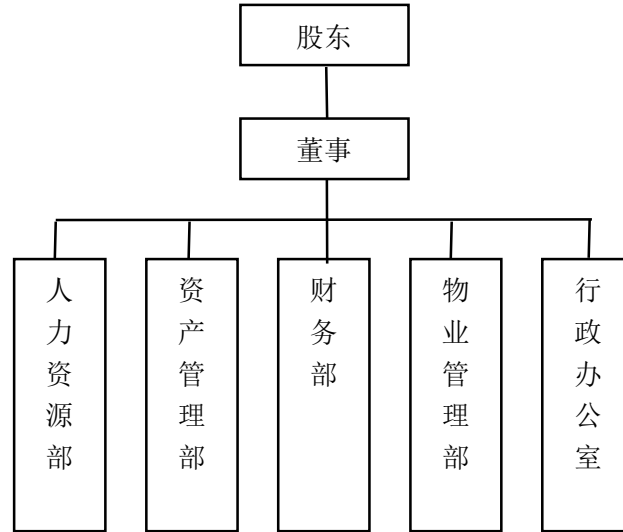 股东
董事
人力资源部
资产管理部
财务部
物业管理部
行政办公室